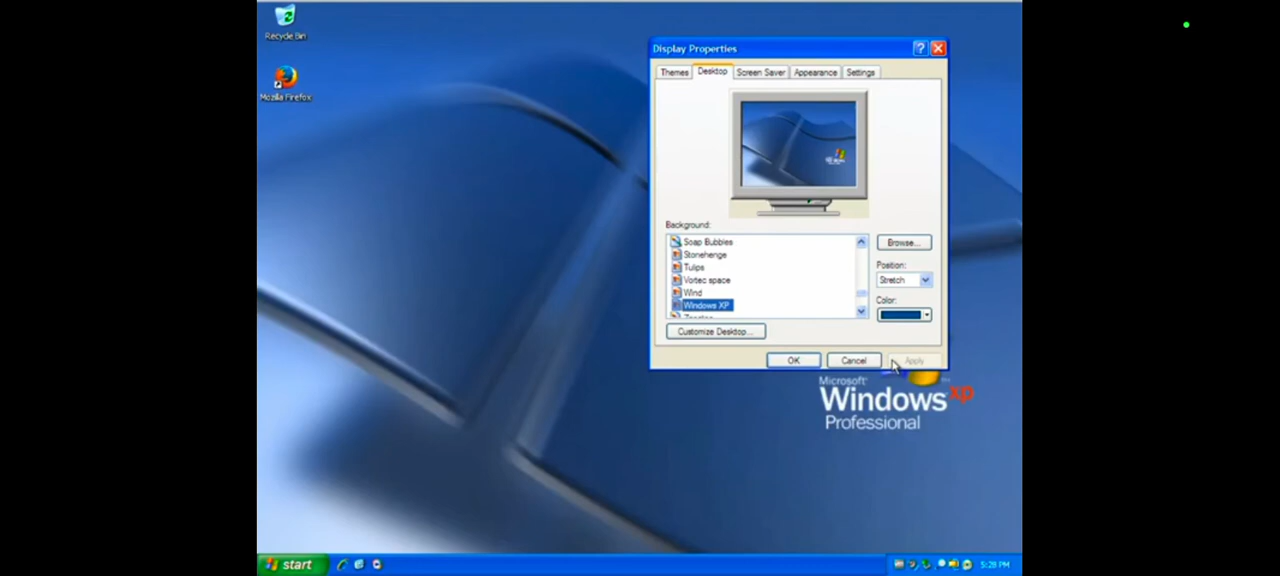 Recycle Bin
Mozilla Firefox
Display Properties
Themes
Desktop
Screen Saver
Appearance
Settings
Background:
Soap Bubbles
Stonehenge
Tulips
Vortec space
Wind
Windows XP
Browse...
Position:
Stretch
Color:
Customize Desktop...
OK
Cancel
Apply
Microsoft
Windows xp
Professional
start
5:28 PM